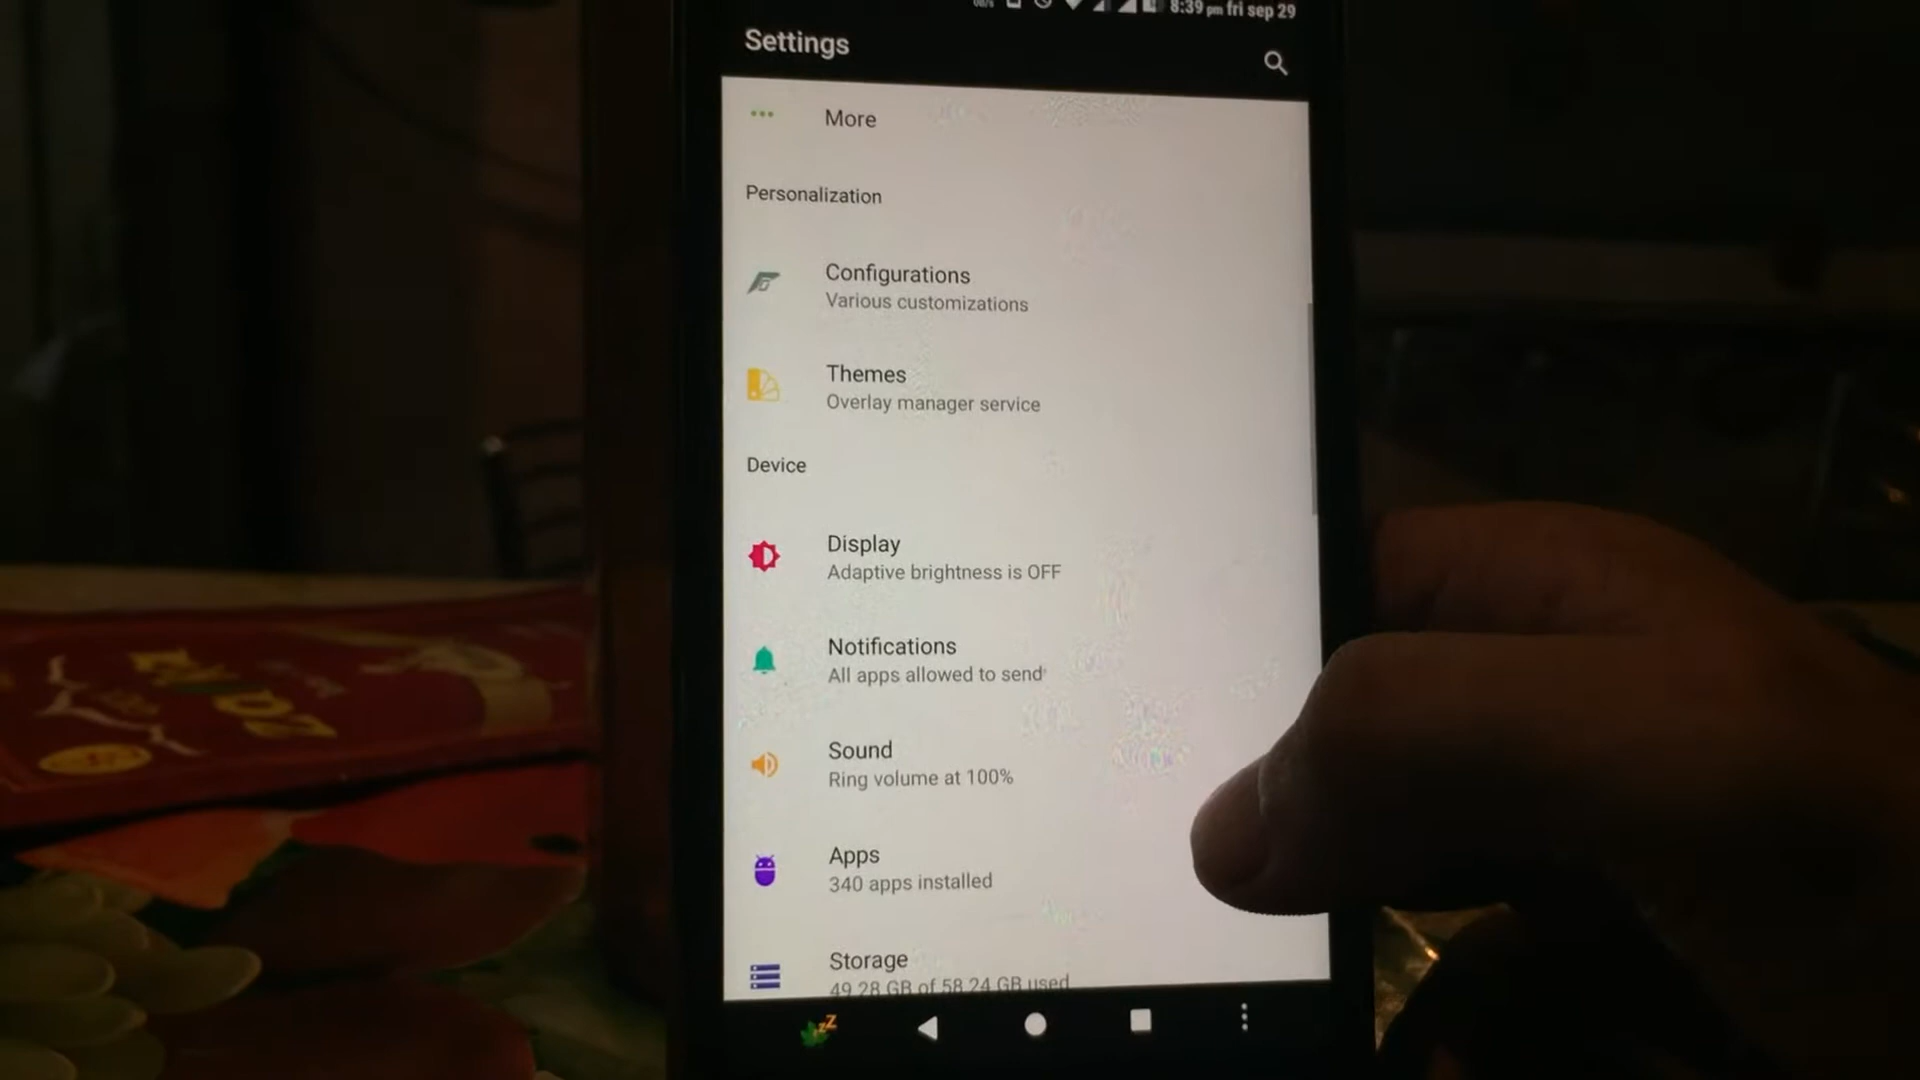 8:39 pm fri sep 29
Settings
More
Personalization
Configurations
Various customizations
Themes
Overlay manager service
Device
Display
Adaptive brightness is OFF
Notifications
All apps allowed to send
Sound
Ring volume at 100%
Apps
340 apps installed
Storage
49.28 GB of 58.24 GB used